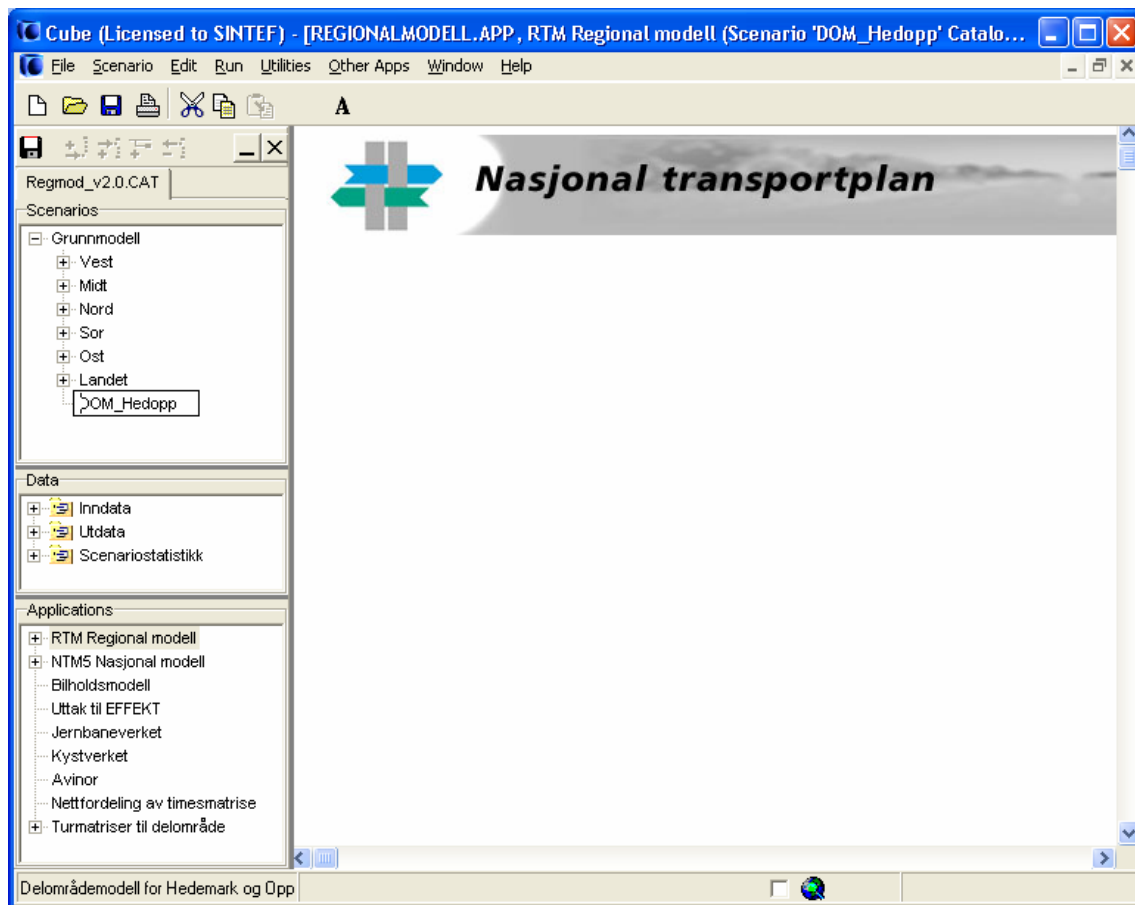 Cube (Licensed to SINTEF) - [REGIONALMODELL.APP, RTM Regional modell (Scenario 'DOM_Hedopp' Catalo...
File Scenario Edit Run Utilities Other Apps Window Help
A
Regmod_v2.0.CAT
Nasjonal transportplan
Scenarios
Grunnmodell
Vest
Midt
Nord
Sor
Ost
Landet
DOM_Hedopp
Data
Inndata
Utdata
Scenariostatistikk
Applications
RTM Regional modell
NTM5 Nasjonal modell
Bilholdsmodell
Uttak til EFFEKT
Jernbaneverket
Kystverket
Avinor
Nettfordeling av timesmatrise
Turmatriser til delområde
Delområdemodell for Hedemark og Opp